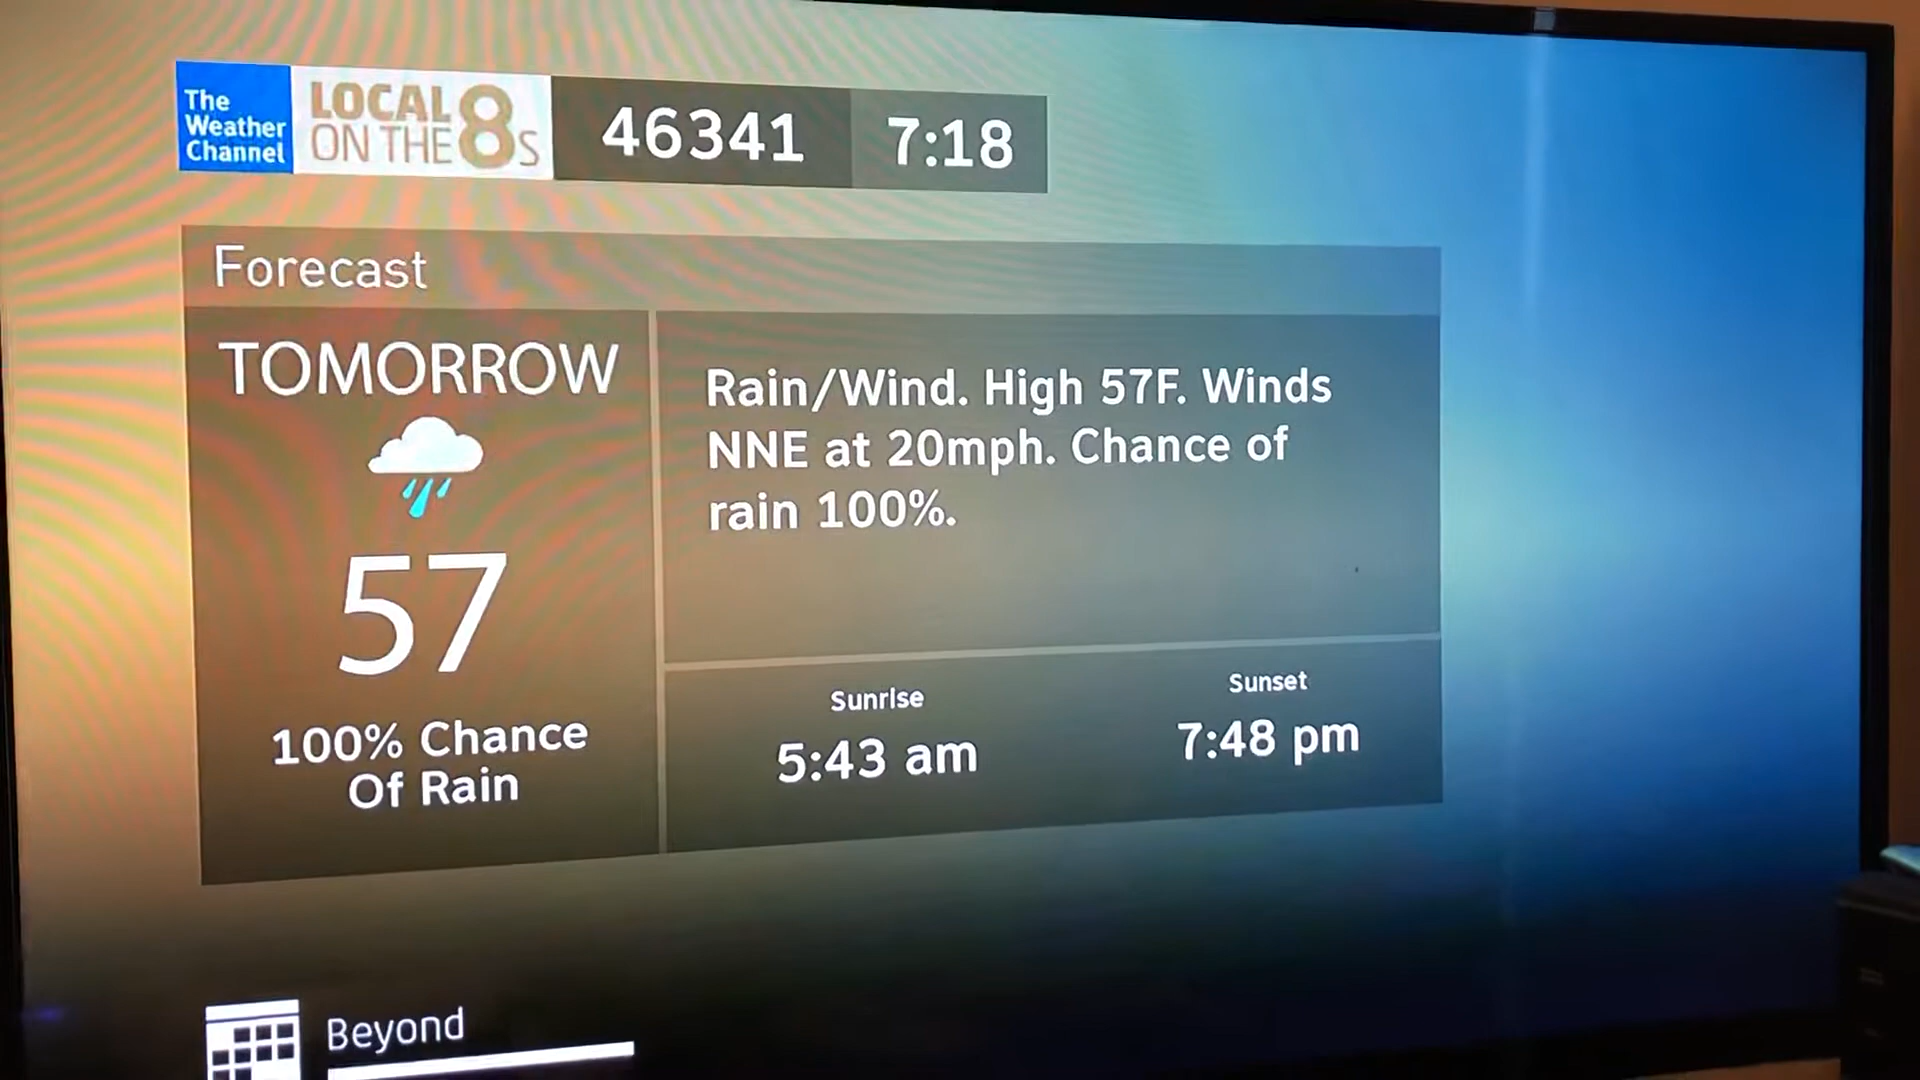 The
Weather
Channel
LOCAL
ON THE 8s
46341
7:18
Forecast
TOMORROW
57
100% Chance
Of Rain
Rain/Wind. High 57F. Winds
NNE at 20mph. Chance of
rain 100%.
Sunrise
5:43 am
Sunset
7:48 pm
Beyond